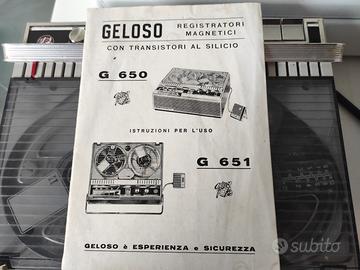 GELOSO REGISTRATORI MAGNETICI
CON TRANSISTORI AL SILICIO
G 650
ISTRUZIONI PER L'USO
G 651
GELOSO è ESPERIENZA e SICUREZZA
subito